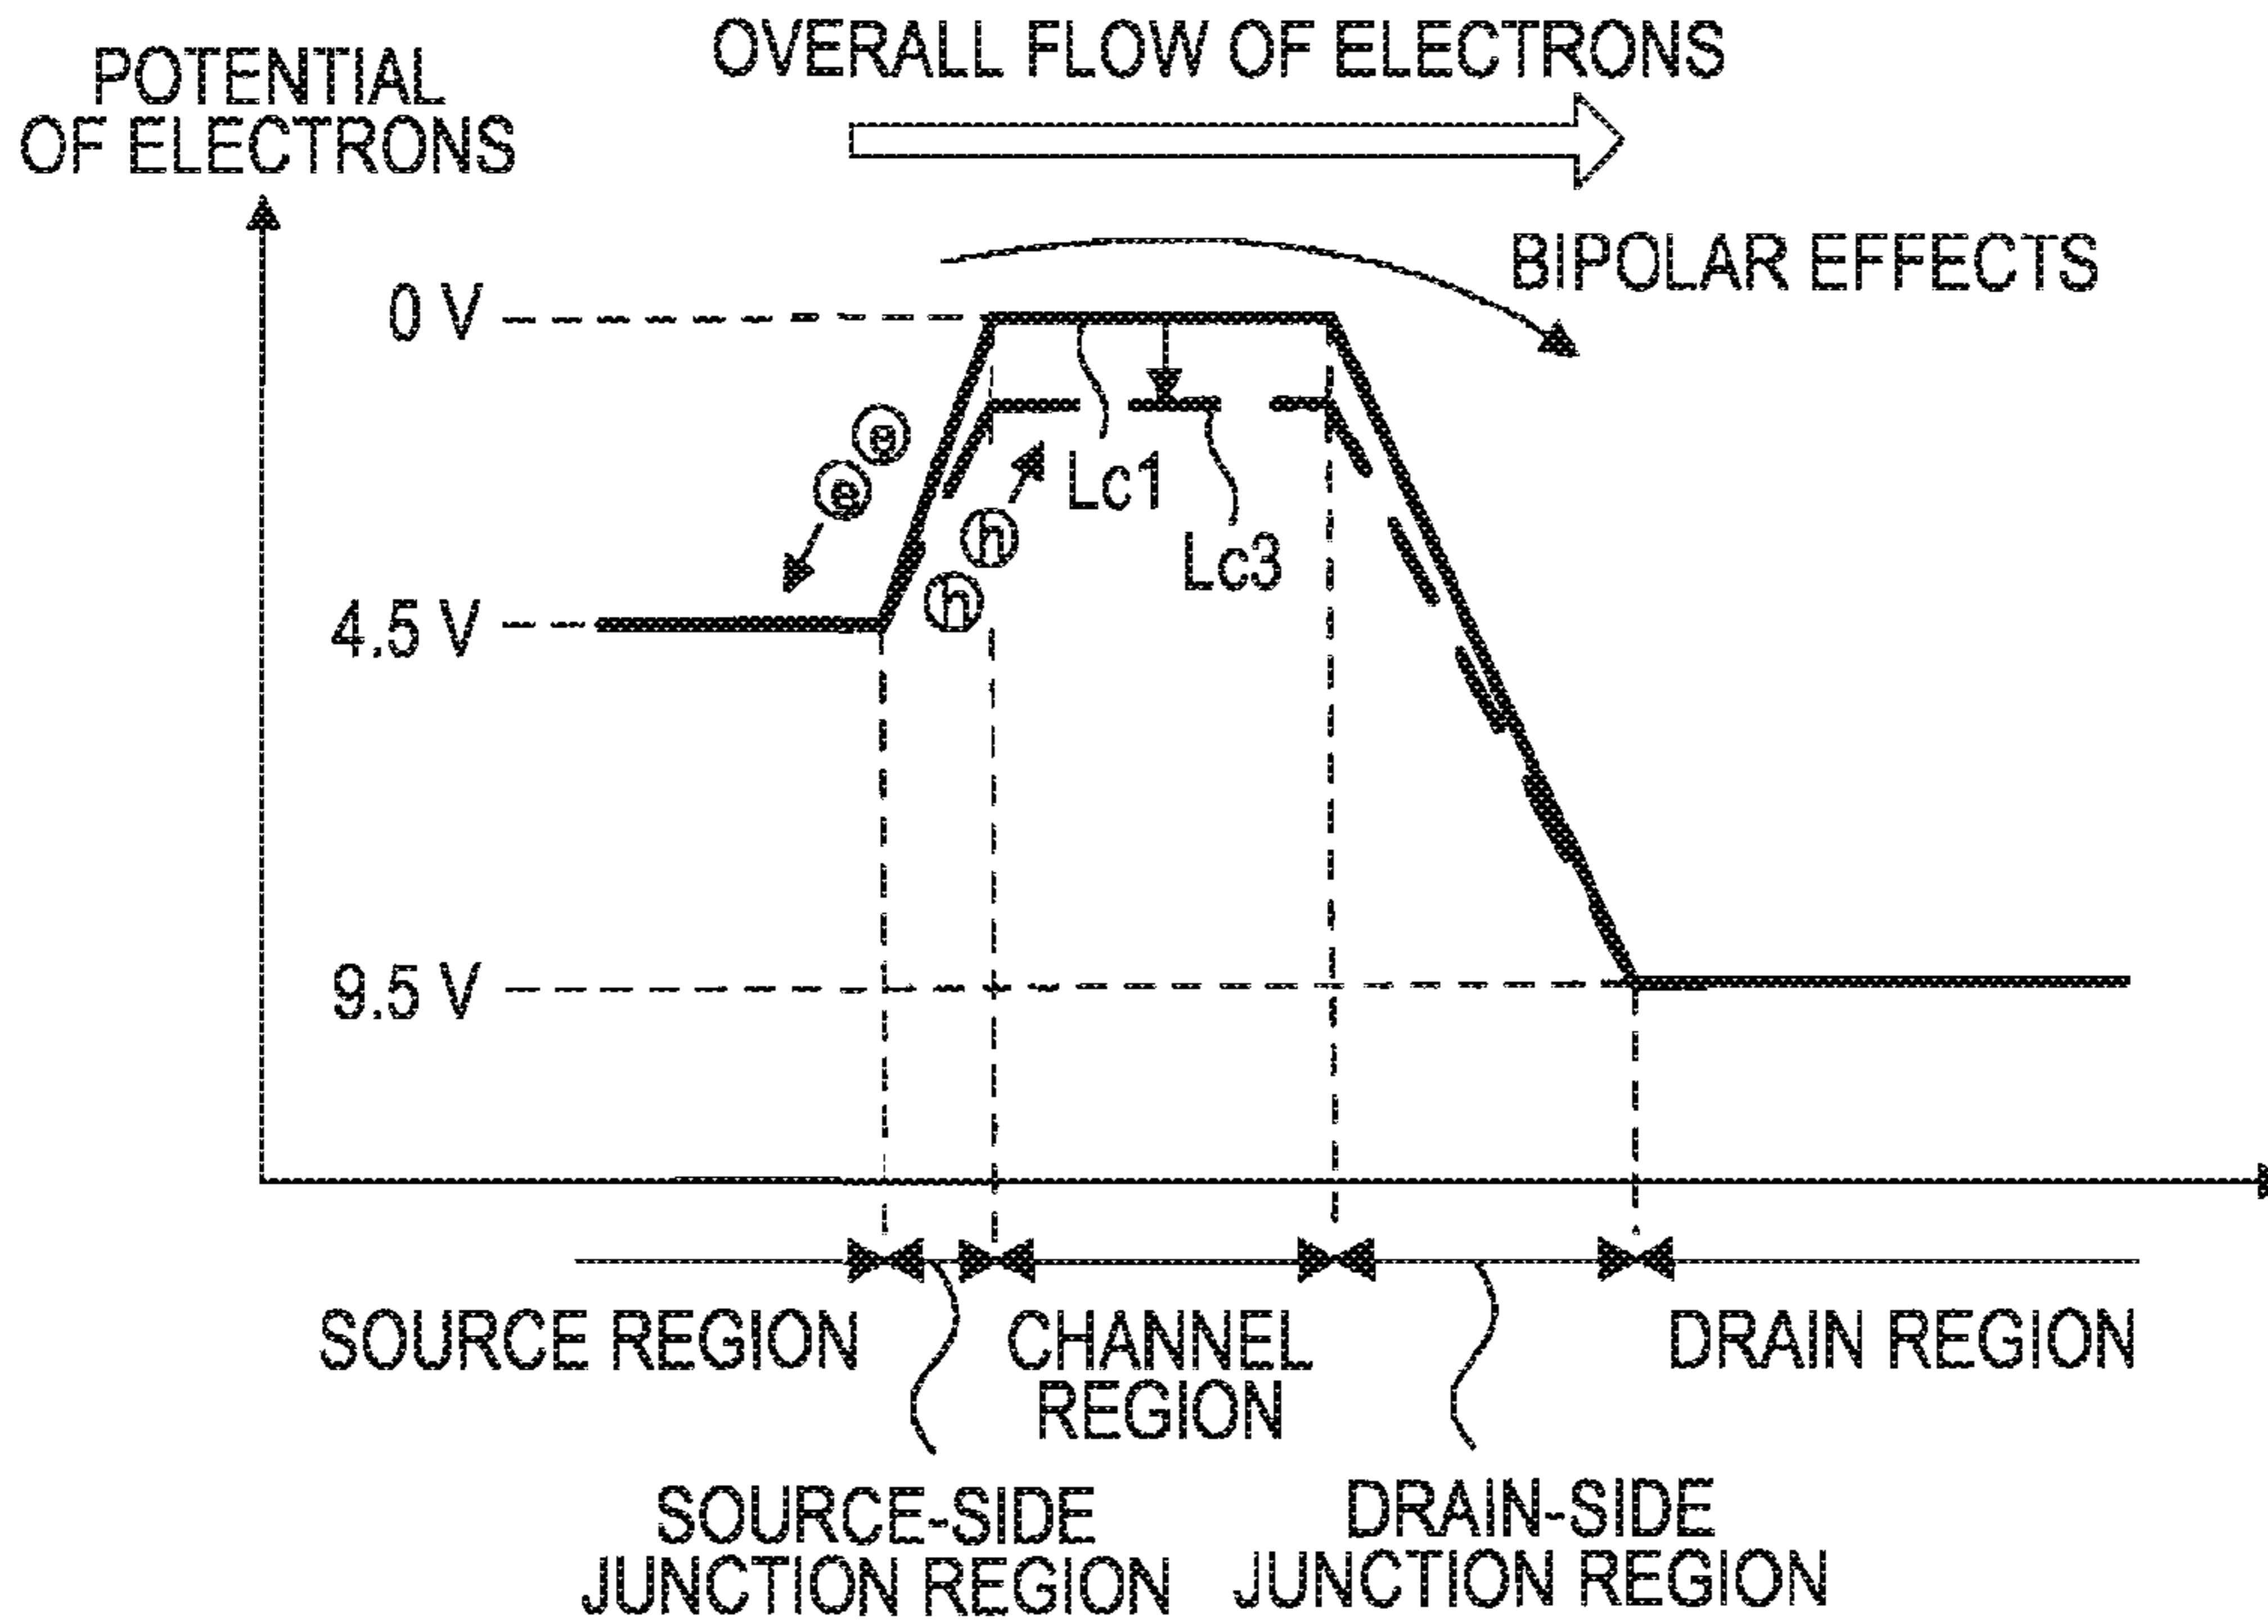 OVERALL FLOW OF ELECTRONS
POTENTIAL
OF ELECTRONS
BIPOLAR EFFECTS
0 V
e
e
Lc1
h
Lc3
h
4.5 V
9.5 V
SOURCE REGION
CHANNEL
REGION
DRAIN REGION
SOURCE-SIDE
JUNCTION REGION
DRAIN-SIDE
JUNCTION REGION